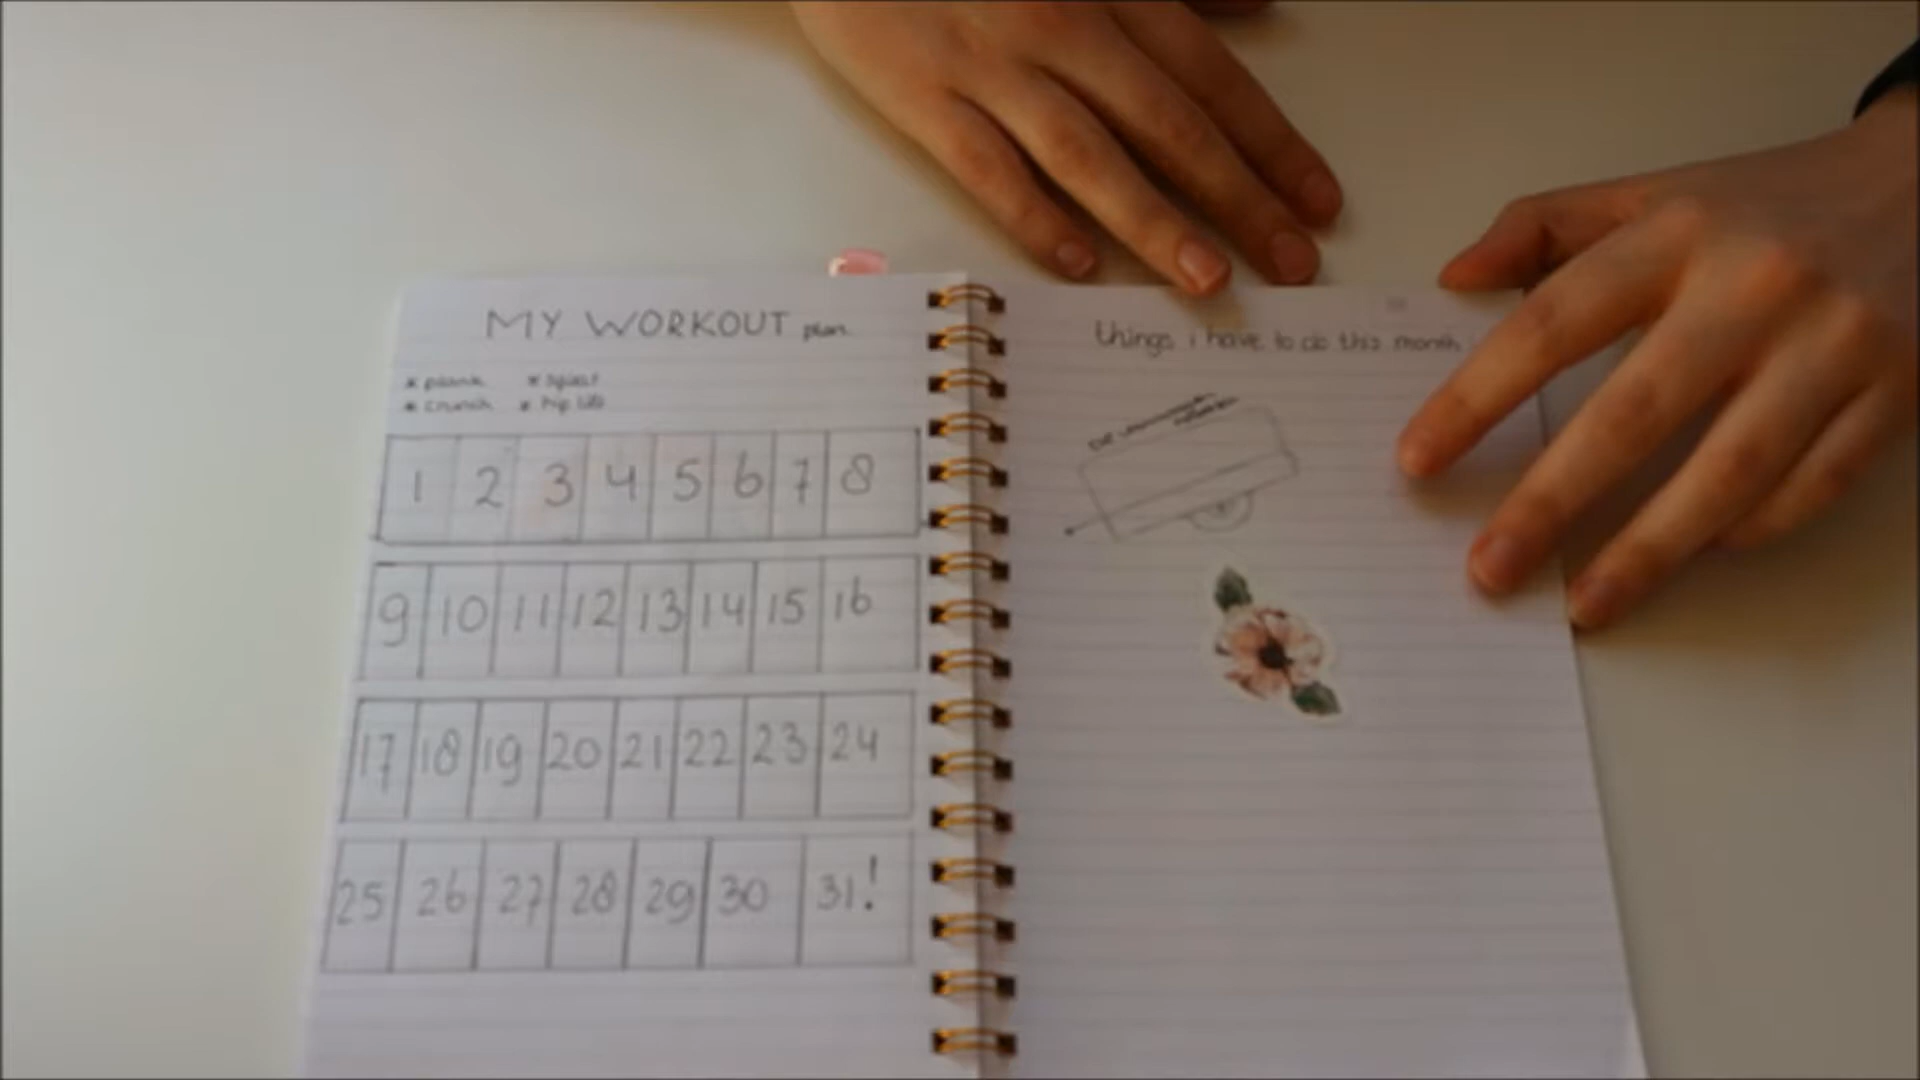 MY WORKOUT plan
* plank * squat
* crunch * hip lift
1 2 3 4 5 6 7 8
9 10 11 12 13 14 15 16
17 18 19 20 21 22 23 24
25 26 27 28 29 30 31!
things i have to do this month